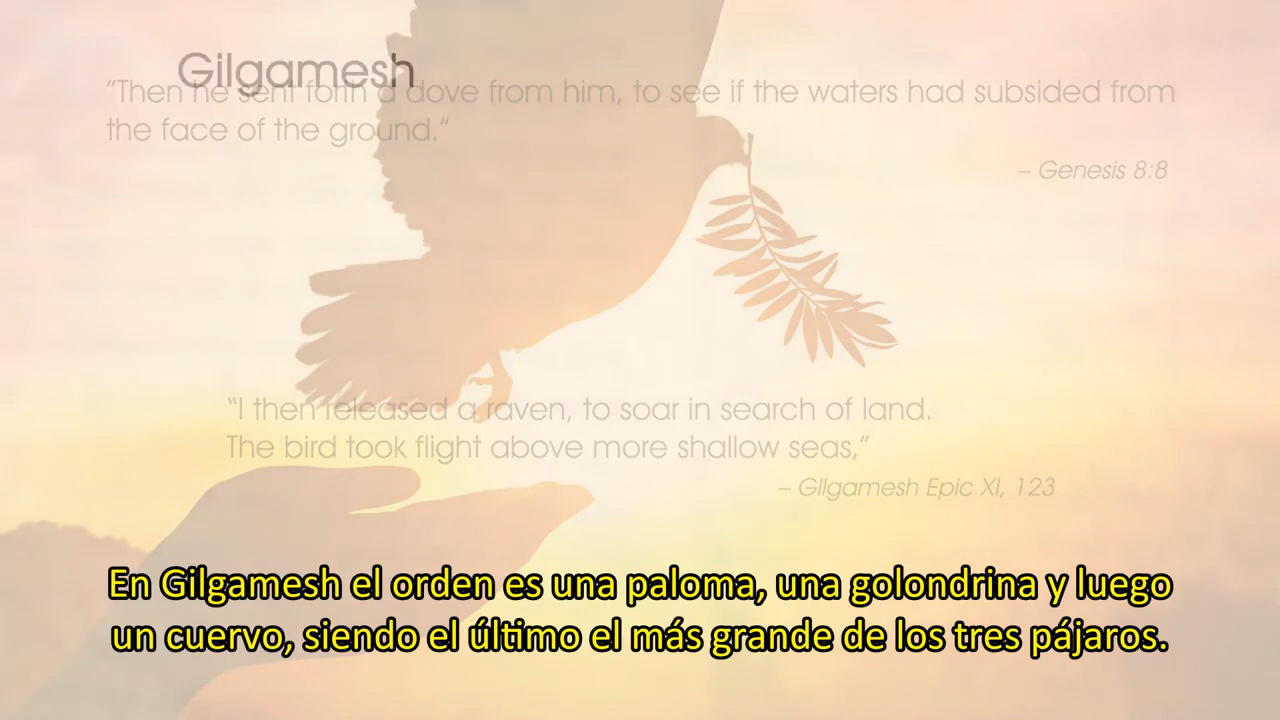 Gilgamesh
“Then he sent forth a dove from him, to see if the waters had subsided from
the face of the ground.“
– Genesis 8:8
“I then released a raven, to soar in search of land.
The bird took flight above more shallow seas,“
– GIlgamesh Epic XI, 123
En Gilgamesh el orden es una paloma, una golondrina y luego
un cuervo, siendo el último el más grande de los tres pájaros.